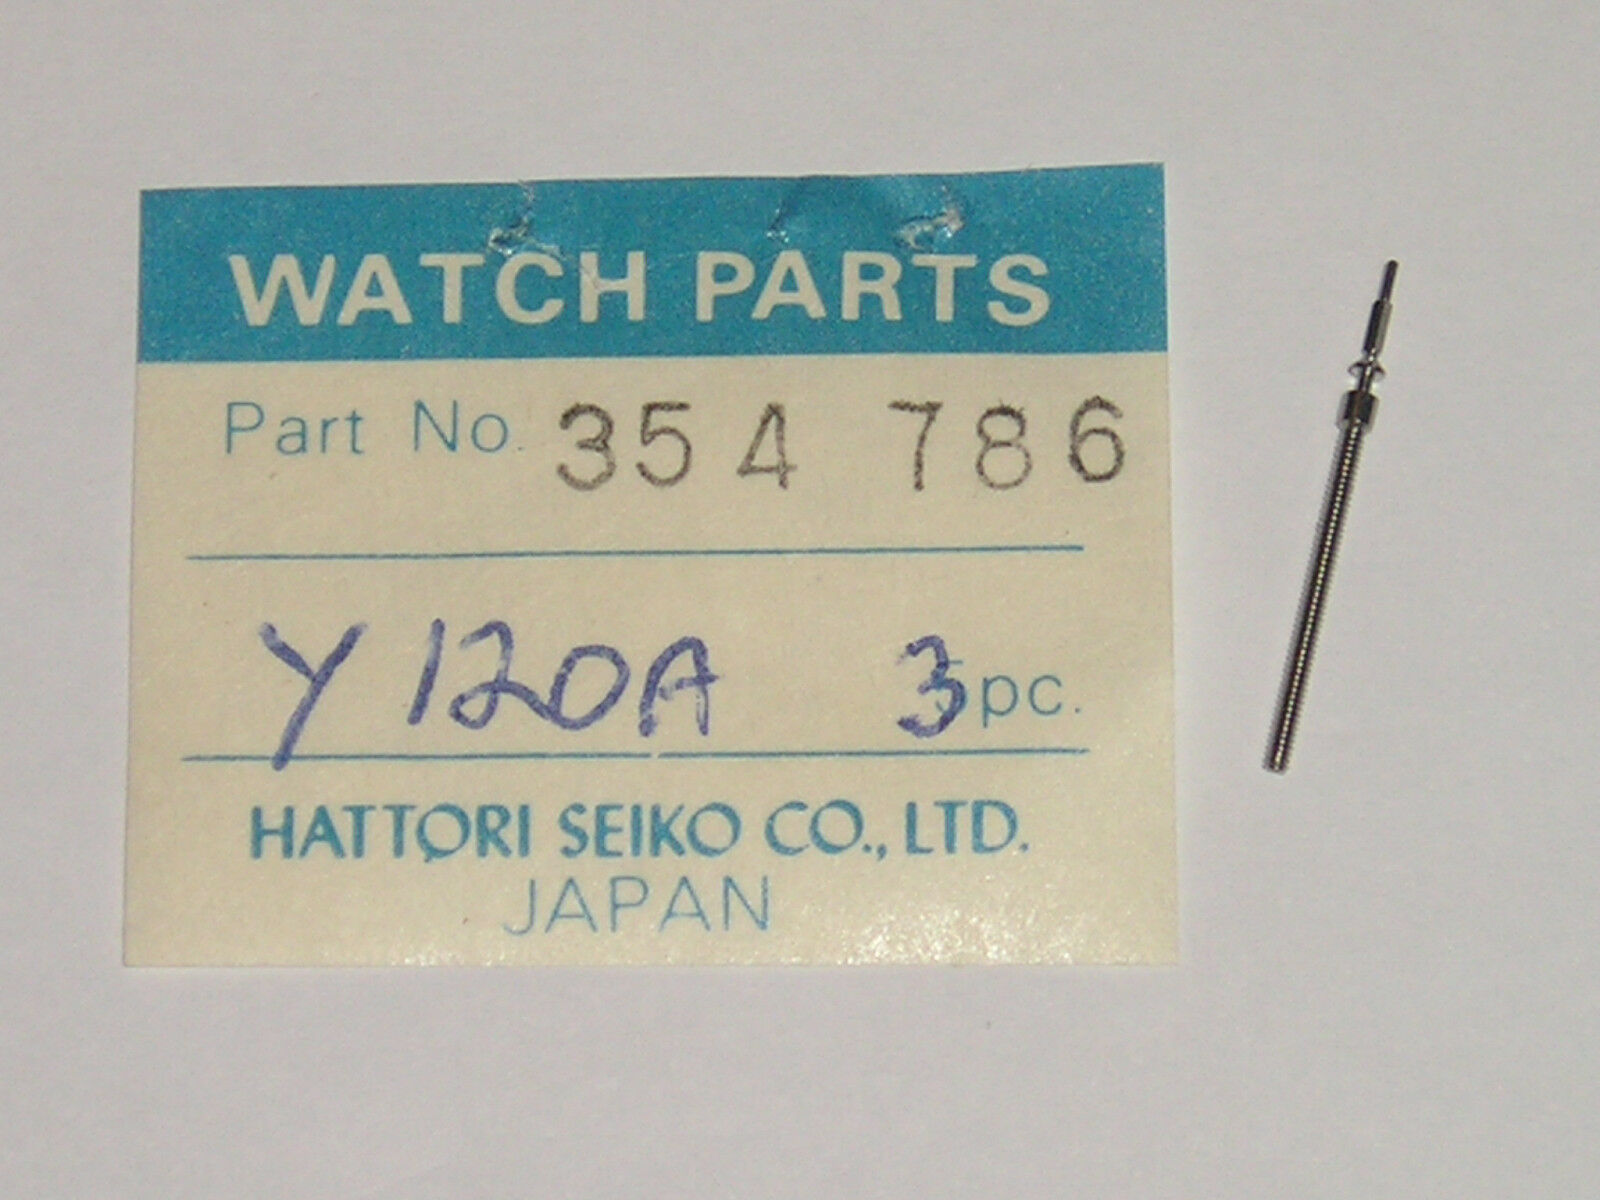 WATCH PARTS
Part No. 354 786
Y120A 3pc.
HATTORI SEIKO CO., LTD.
JAPAN